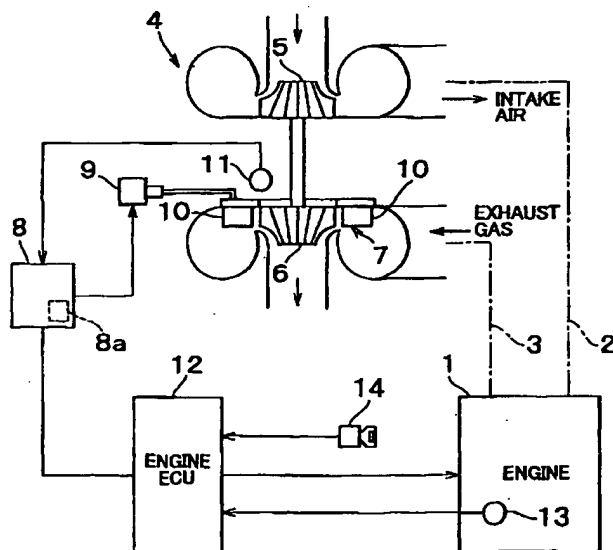 4
5
INTAKE
AIR
11
9
10
10
EXHAUST
GAS
8
7
6
8a
3
2
12
1
14
ENGINE
ECU
ENGINE
13